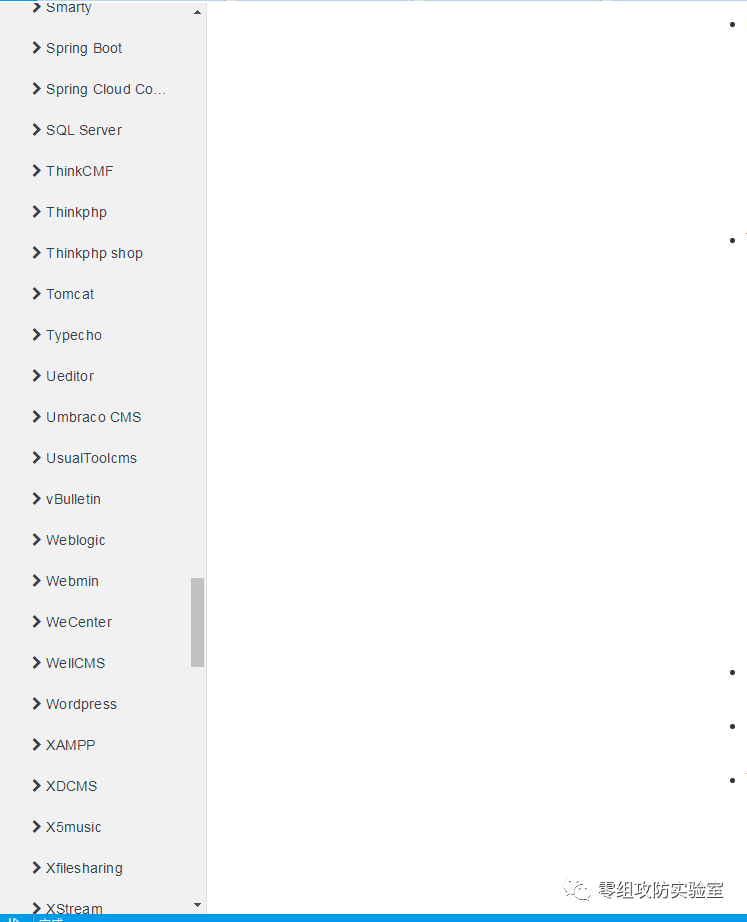 Smarty
Spring Boot
Spring Cloud Co...
SQL Server
ThinkCMF
Thinkphp
Thinkphp shop
Tomcat
Typecho
Ueditor
Umbraco CMS
UsualToolcms
vBulletin
Weblogic
Webmin
WeCenter
WellCMS
Wordpress
XAMPP
XDCMS
X5music
Xfilesharing
XStream
零组攻防实验室